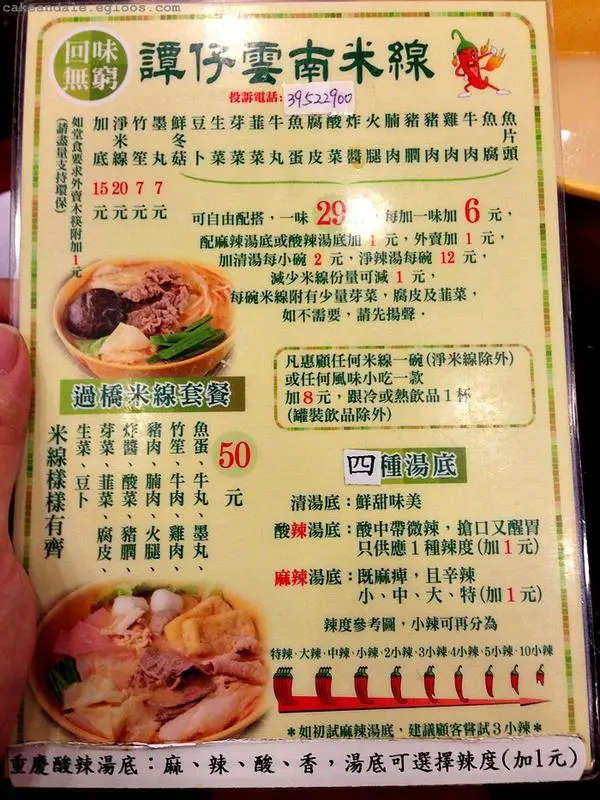 cakeandale.egloos.com
回味無窮
譚仔雲南米線
投訴電話:39522900
魚片頭
魚腐
牛肉
雞肉
豬肉
豬膶
腩肉
火腿
炸醬
酸菜
腐皮
魚蛋
牛丸
韮菜
芽菜
生菜
豆卜
鮮冬菇
墨丸 7元
竹笙 7元
淨米線 20元
加底 15元
如堂食要求外賣木筷附加1元
(請盡量支持環保)
可自由配搭，一味 29 ，每加一味加 6 元，
配麻辣湯底或酸辣湯底加 1 元，外賣加 1 元，
加清湯每小碗 2 元，淨辣湯每碗 12 元，
減少米線份量可減 1 元，
每碗米線附有少量芽菜，腐皮及韮菜，
如不需要，請先揚聲．
凡惠顧任何米線一碗(淨米線除外)
或任何風味小吃一款
加8元，跟冷或熱飲品1杯
(罐裝飲品除外)
過橋米線套餐
50元
魚蛋、牛丸、墨丸、
竹笙、牛肉、雞肉、
豬肉、腩肉、火腿、
炸醬、酸菜、豬膶、
芽菜、韮菜、腐皮、
生菜、豆卜
米線樣樣有齊
四種湯底
清湯底：鮮甜味美
酸辣湯底：酸中帶微辣，搶口又醒胃
只供應1種辣度(加1元)
麻辣湯底：既麻痺，且辛辣
小、中、大、特(加1元)
辣度參考圖，小辣可再分為
特辣·大辣·中辣·小辣·2小辣·3小辣·4小辣·5小辣·10小辣
＊如初試麻辣湯底，建議顧客嘗試3小辣＊
重慶酸辣湯底：麻、辣、酸、香，湯底可選擇辣度(加1元)